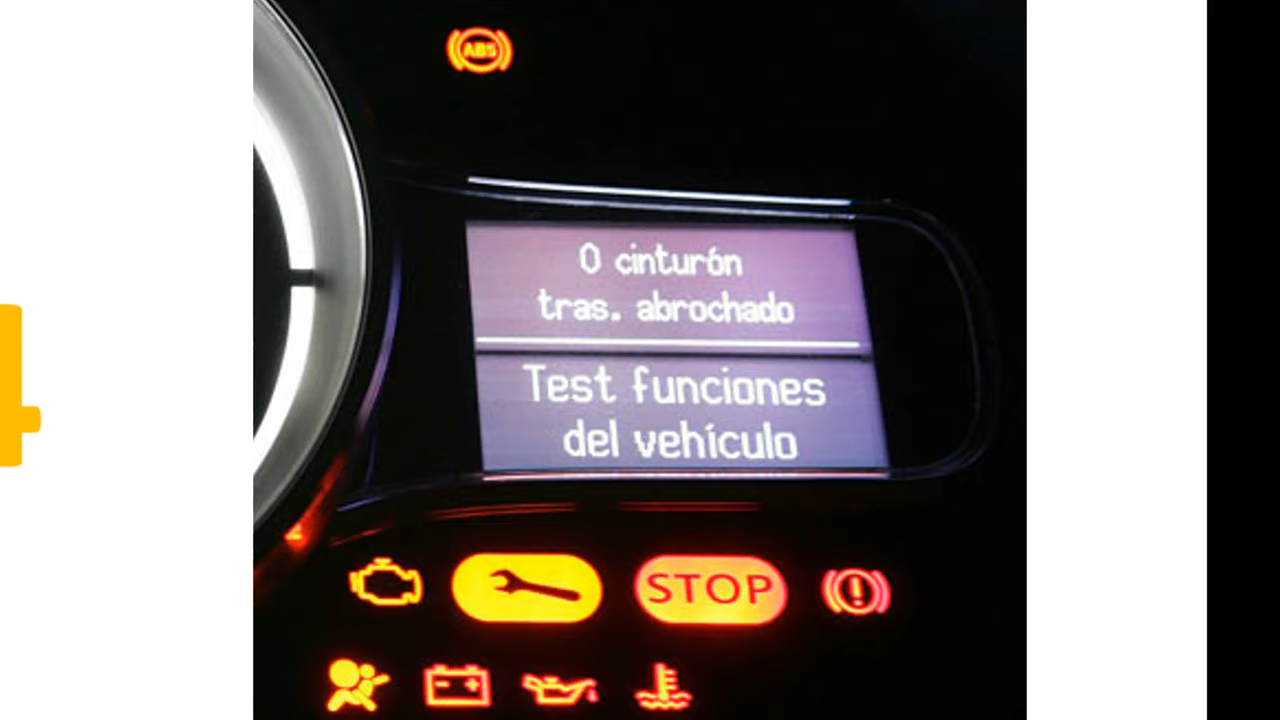 ABS
0 cinturón
tras. abrochado
Test funciones
del vehículo
STOP